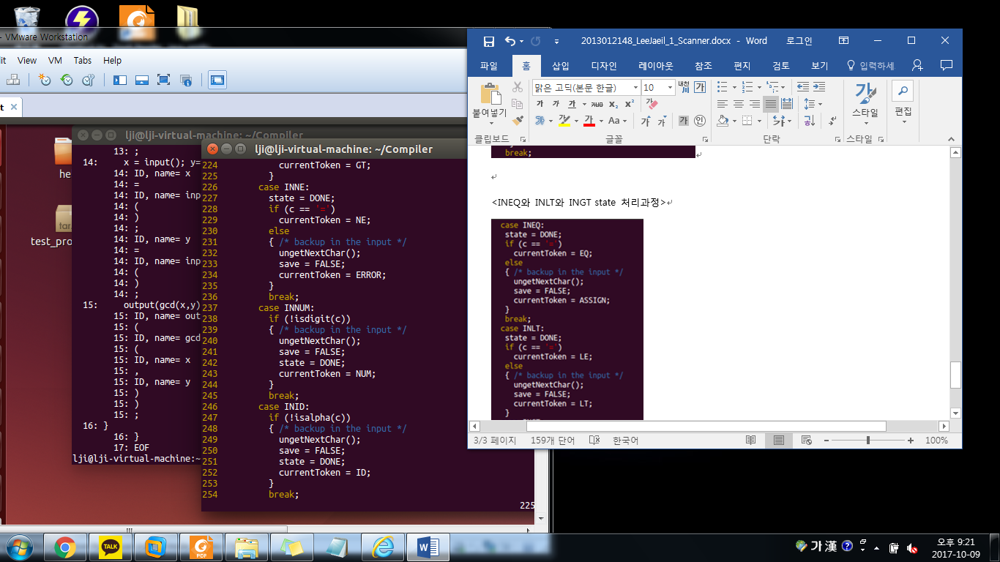 - VMware Workstation
lit View VM Tabs Help
t
he
tar
test_pro
lji@lji-virtual-machine: ~/Compiler
13: ;
14: x = input(); y=
14: ID, name= x
14: =
14: ID, name= inp
14: (
14: )
14: ;
14: ID, name= y
14: =
14: ID, name= inp
14: (
14: )
14: ;
15: output(gcd(x,y)
15: ID, name= out
15: (
15: ID, name= gcd
15: (
15: ID, name= x
15: ,
15: ID, name= y
15: )
15: )
15: ;
16: }
16: }
17: EOF
lji@lji-virtual-machine:~
lji@lji-virtual-machine: ~/Compiler
224 currentToken = GT;
225 }
226 case INNE:
227 state = DONE;
228 if (c == '=')
229 currentToken = NE;
230 else
231 { /* backup in the input */
232 ungetNextChar();
233 save = FALSE;
234 currentToken = ERROR;
235 }
236 break;
237 case INNUM:
238 if (!isdigit(c))
239 { /* backup in the input */
240 ungetNextChar();
241 save = FALSE;
242 state = DONE;
243 currentToken = NUM;
244 }
245 break;
246 case INID:
247 if (!isalpha(c))
248 { /* backup in the input */
249 ungetNextChar();
250 save = FALSE;
251 state = DONE;
252 currentToken = ID;
253 }
254 break;
225
2013012148_LeeJaeil_1_Scanner.docx - Word 로그인
파일 홈 삽입 디자인 레이아웃 참조 편지 검토 보기 입력하세
맑은 고딕(본문 한글) 10
붙여넣기 스타일 편집
클립보드 글꼴 단락 스타일
break;
<INEQ와 INLT와 INGT state 처리과정>
case INEQ:
state = DONE;
if (c == '=')
currentToken = EQ;
else
{ /* backup in the input */
ungetNextChar();
save = FALSE;
currentToken = ASSIGN;
}
break;
case INLT:
state = DONE;
if (c == '=')
currentToken = LE;
else
{ /* backup in the input */
ungetNextChar();
save = FALSE;
currentToken = LT;
}
3/3 페이지 159개 단어 한국어 100%
TALK
PDF
가 漢
오후 9:21
2017-10-09